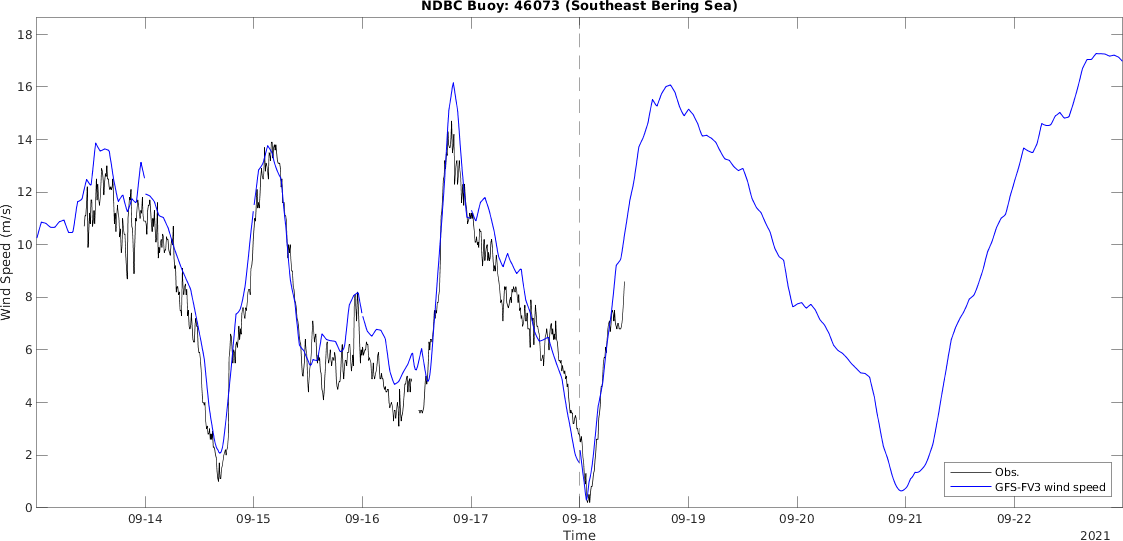 NDBC Buoy: 46073 (Southeast Bering Sea)
18
16
14
12
10
8
6
4
2
0
Wind Speed (m/s)
Obs.
GFS-FV3 wind speed
09-14 09-15 09-16 09-17 09-18 09-19 09-20 09-21 09-22
Time
2021